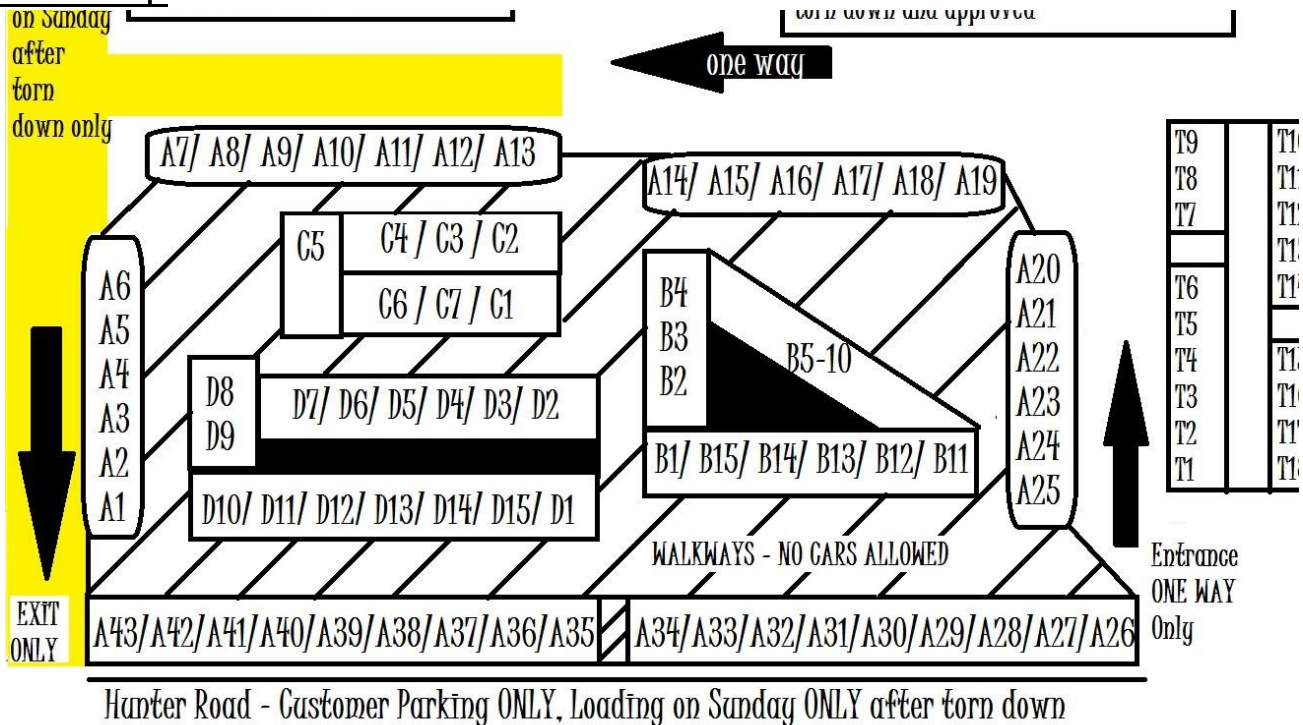 on Sunday
after
torn
down only
torn down and approved
one way
A7/ A8/ A9/ A10/ A11/ A12/ A13
A14/ A15/ A16/ A17/ A18/ A19
A6
A5
A4
A3
A2
A1
C5
C4 / C3 / C2
C6 / C7 / C1
B4
B3
B2
B5-10
B1/ B15/ B14/ B13/ B12/ B11
D8
D9
D7/ D6/ D5/ D4/ D3/ D2
D10/ D11/ D12/ D13/ D14/ D15/ D1
A20
A21
A22
A23
A24
A25
T9
T8
T7
T6
T5
T4
T3
T2
T1
WALKWAYS - NO CARS ALLOWED
Entrance
ONE WAY
Only
EXIT
ONLY
A43/A42/A41/A40/A39/A38/A37/A36/A35
A34/A33/A32/A31/A30/A29/A28/A27/A26
Hunter Road - Customer Parking ONLY, Loading on Sunday ONLY after torn down